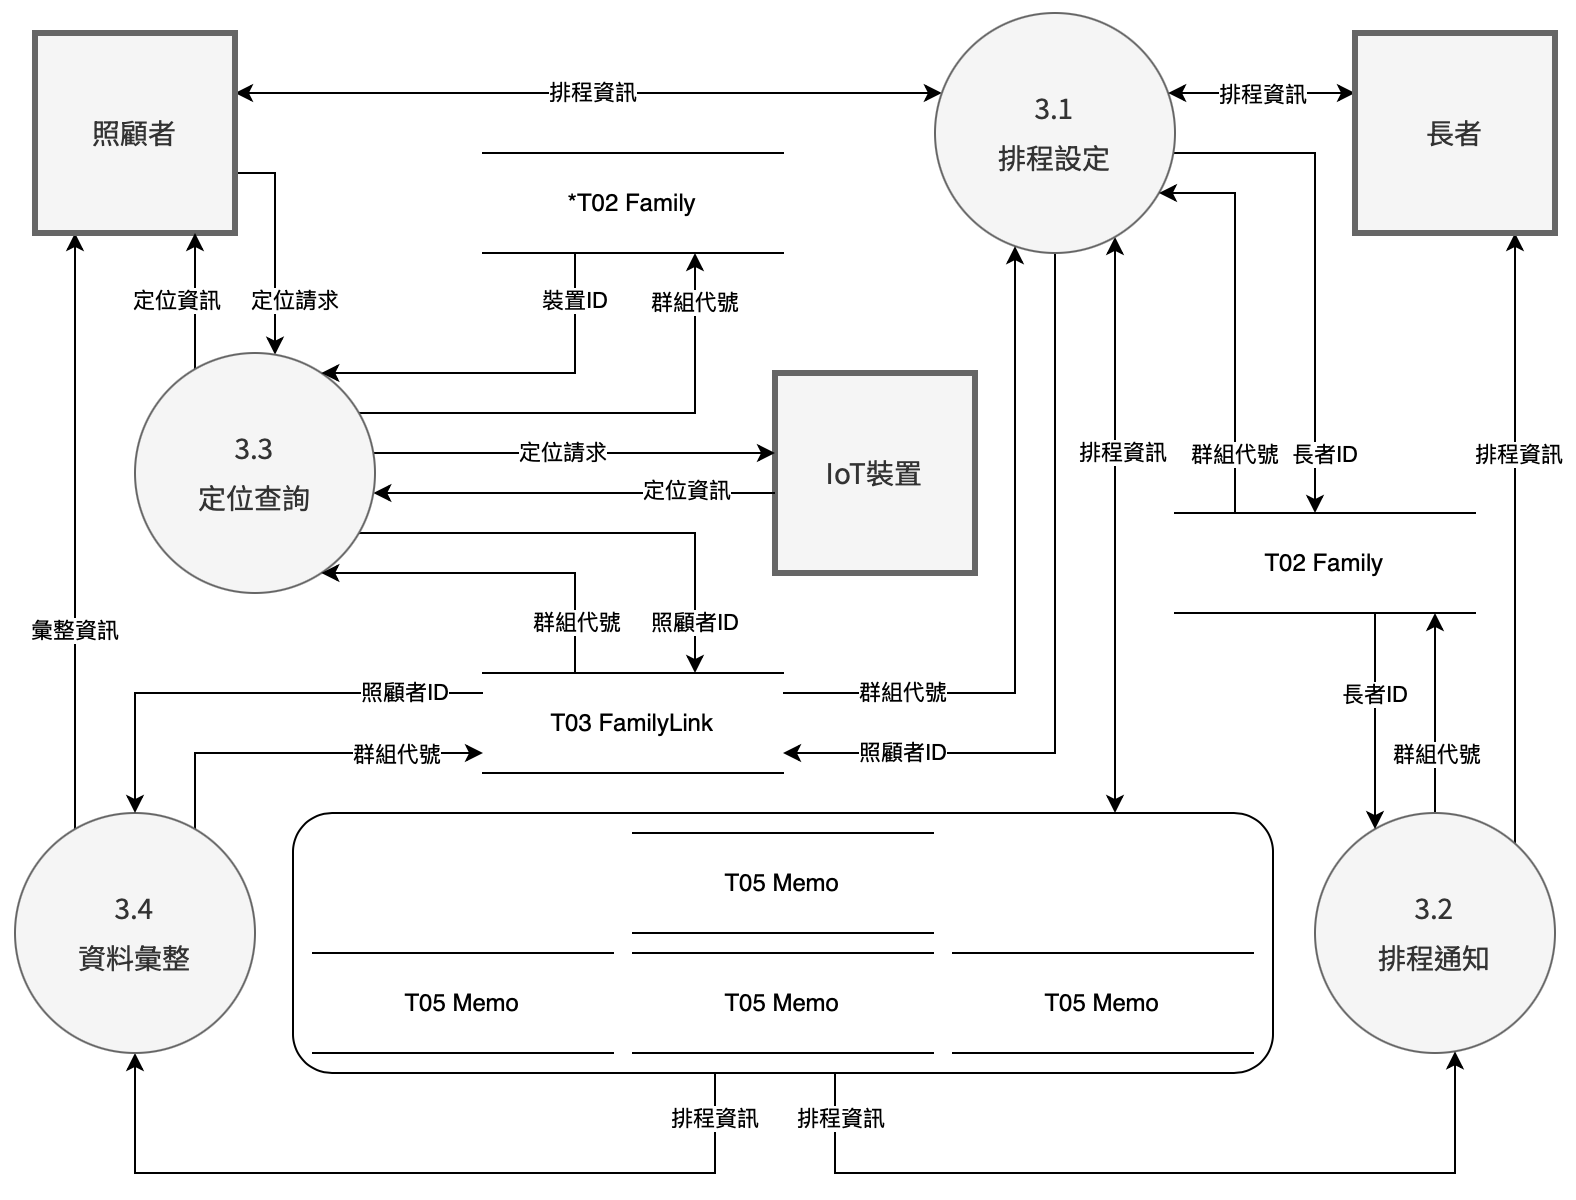 照顧者
排程資訊
3.1
排程設定
排程資訊
長者
*T02 Family
定位資訊
定位請求
裝置ID
群組代號
3.3
定位查詢
定位請求
定位資訊
IoT裝置
排程資訊
群組代號
長者ID
排程資訊
T02 Family
彙整資訊
群組代號
照顧者ID
照顧者ID
群組代號
T03 FamilyLink
群組代號
照顧者ID
長者ID
群組代號
3.4
資料彙整
T05 Memo
T05 Memo
T05 Memo
T05 Memo
3.2
排程通知
排程資訊
排程資訊